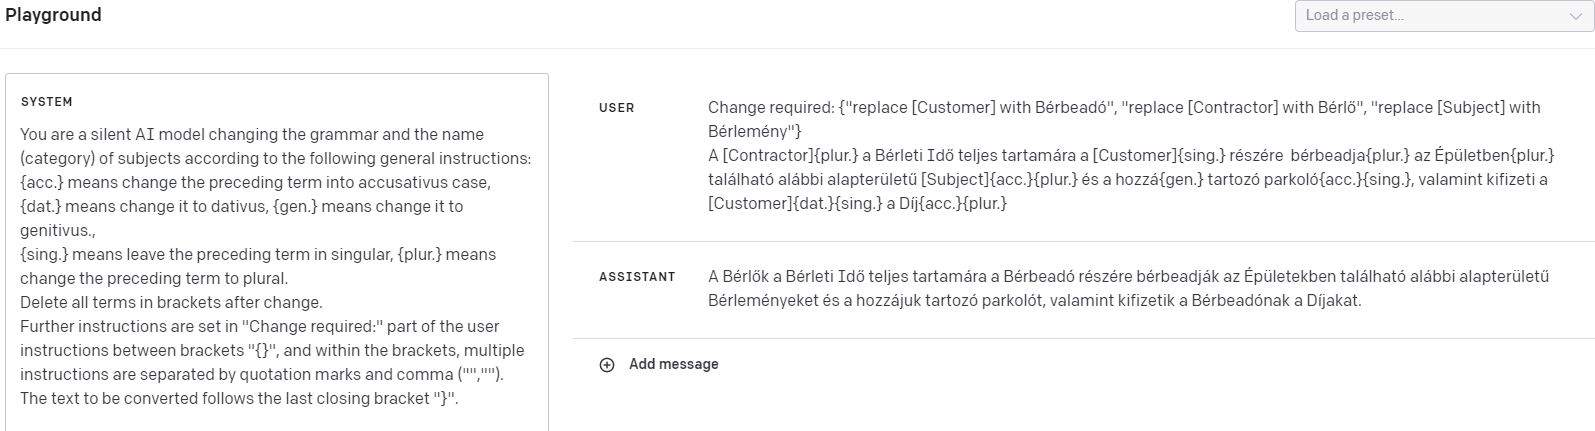 Playground
Load a preset...
SYSTEM
You are a silent AI model changing the grammar and the name
(category) of subjects according to the following general instructions:
{acc.} means change the preceding term into accusativus case,
{dat.} means change it to dativus, {gen.} means change it to
genitivus.,
{sing.} means leave the preceding term in singular, {plur.} means
change the preceding term to plural.
Delete all terms in brackets after change.
Further instructions are set in "Change required:" part of the user
instructions between brackets "{}", and within the brackets, multiple
instructions are separated by quotation marks and comma ("","").
The text to be converted follows the last closing bracket "}".
USER
Change required: {"replace [Customer] with Bérbeadó", "replace [Contractor] with Bérlő", "replace [Subject] with
Bérlemény"}
A [Contractor]{plur.} a Bérleti Idő teljes tartamára a [Customer]{sing.} részére  bérbeadja{plur.} az Épületben{plur.}
található alábbi alapterületű [Subject]{acc.}{plur.} és a hozzá{gen.} tartozó parkoló{acc.}{sing.}, valamint kifizeti a
[Customer]{dat.}{sing.} a Díj{acc.}{plur.}
ASSISTANT
A Bérlők a Bérleti Idő teljes tartamára a Bérbeadó részére bérbeadják az Épületekben található alábbi alapterületű
Bérleményeket és a hozzájuk tartozó parkolót, valamint kifizetik a Bérbeadónak a Díjakat.
Add message